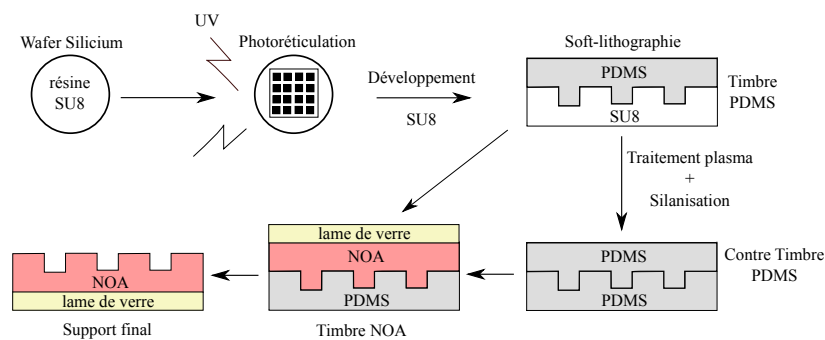 UV
Wafer Silicium
Photoréticulation
résine
SU8
Développement
SU8
Soft-lithographie
PDMS
SU8
Timbre
PDMS
Traitement plasma
+
Silanisation
PDMS
PDMS
Contre Timbre
PDMS
lame de verre
NOA
PDMS
Timbre NOA
NOA
lame de verre
Support final